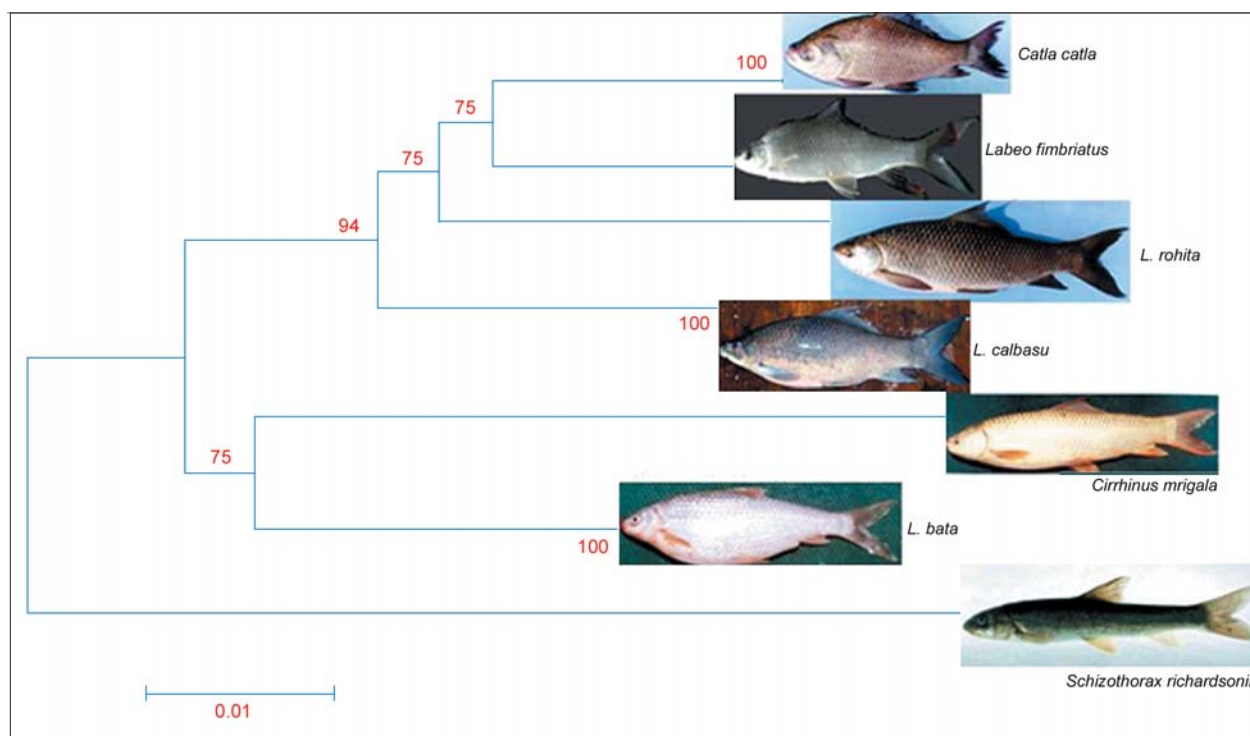 100
Catla catla
75
Labeo fimbriatus
75
94
L. rohita
100
L. calbasu
75
Cirrhinus mrigala
L. bata
100
Schizothorax richardsonii
0.01